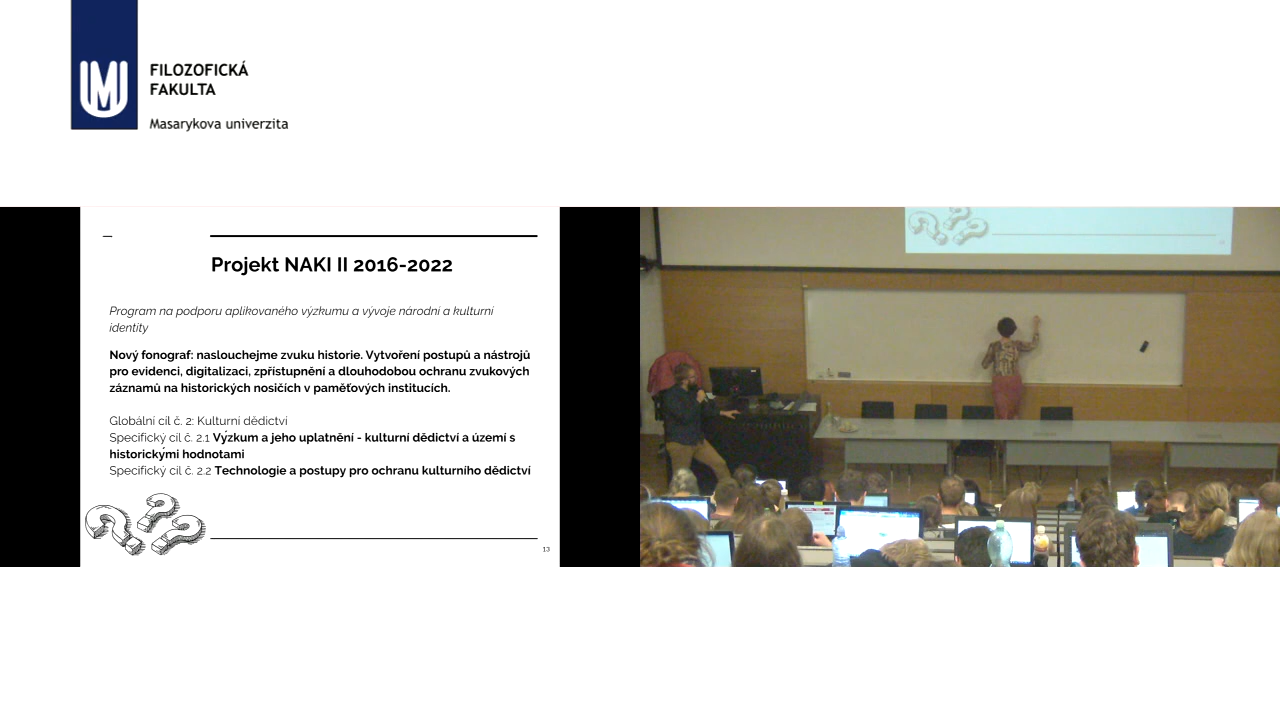 FILOZOFICKÁ
FAKULTA
Masarykova univerzita
Projekt NAKI II 2016-2022
Program na podporu aplikovaného výzkumu a vývoje národní a kulturní
identity
Nový fonograf: naslouchejme zvuku historie. Vytvoření postupů a nástrojů
pro evidenci, digitalizaci, zpřístupnění a dlouhodobou ochranu zvukových
záznamů na historických nosičích v paměťových institucích.
Globální cíl č. 2: Kulturní dědictví
Specifický cíl č. 2.1 Výzkum a jeho uplatnění - kulturní dědictví a území s
historickými hodnotami
Specifický cíl č. 2.2 Technologie a postupy pro ochranu kulturního dědictví
13